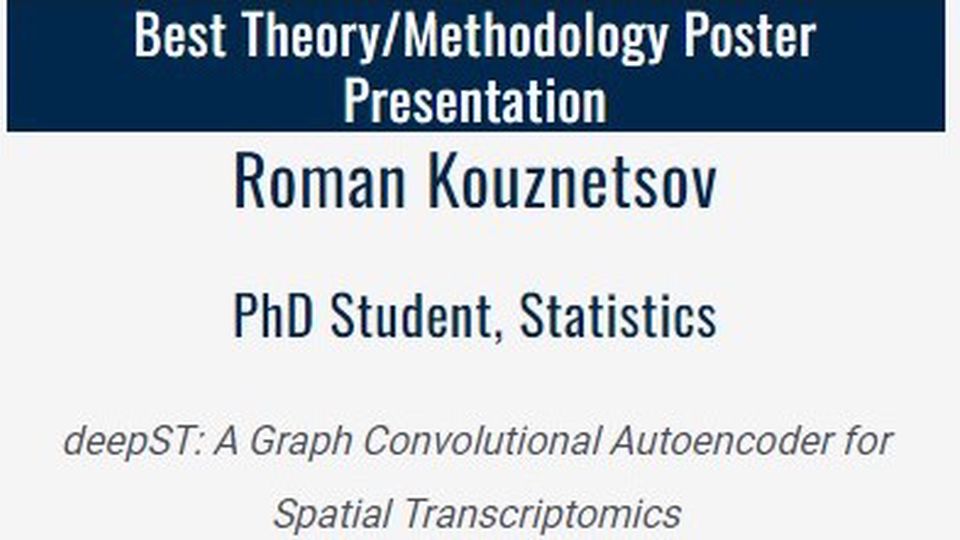 Best Theory/Methodology Poster
Presentation
Roman Kouznetsov
PhD Student, Statistics
deepST: A Graph Convolutional Autoencoder for
Spatial Transcriptomics